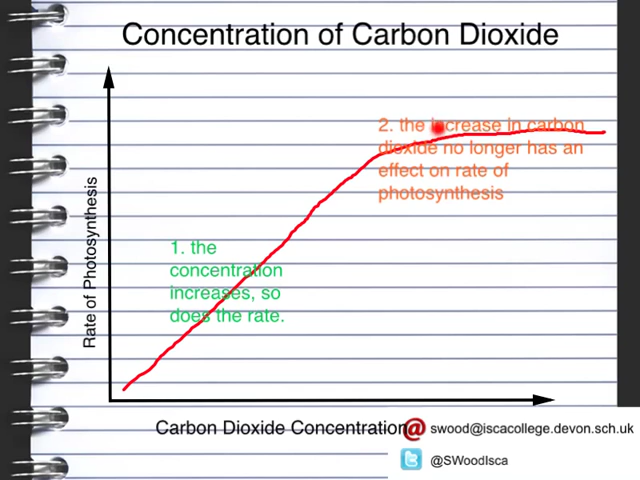 Concentration of Carbon Dioxide
2. the increase in carbon
dioxide no longer has an
effect on rate of
photosynthesis
Rate of Photosynthesis
1. the
concentration
increases, so
does the rate.
Carbon Dioxide Concentration
swood@iscacollege.devon.sch.uk
@SWoodIsca